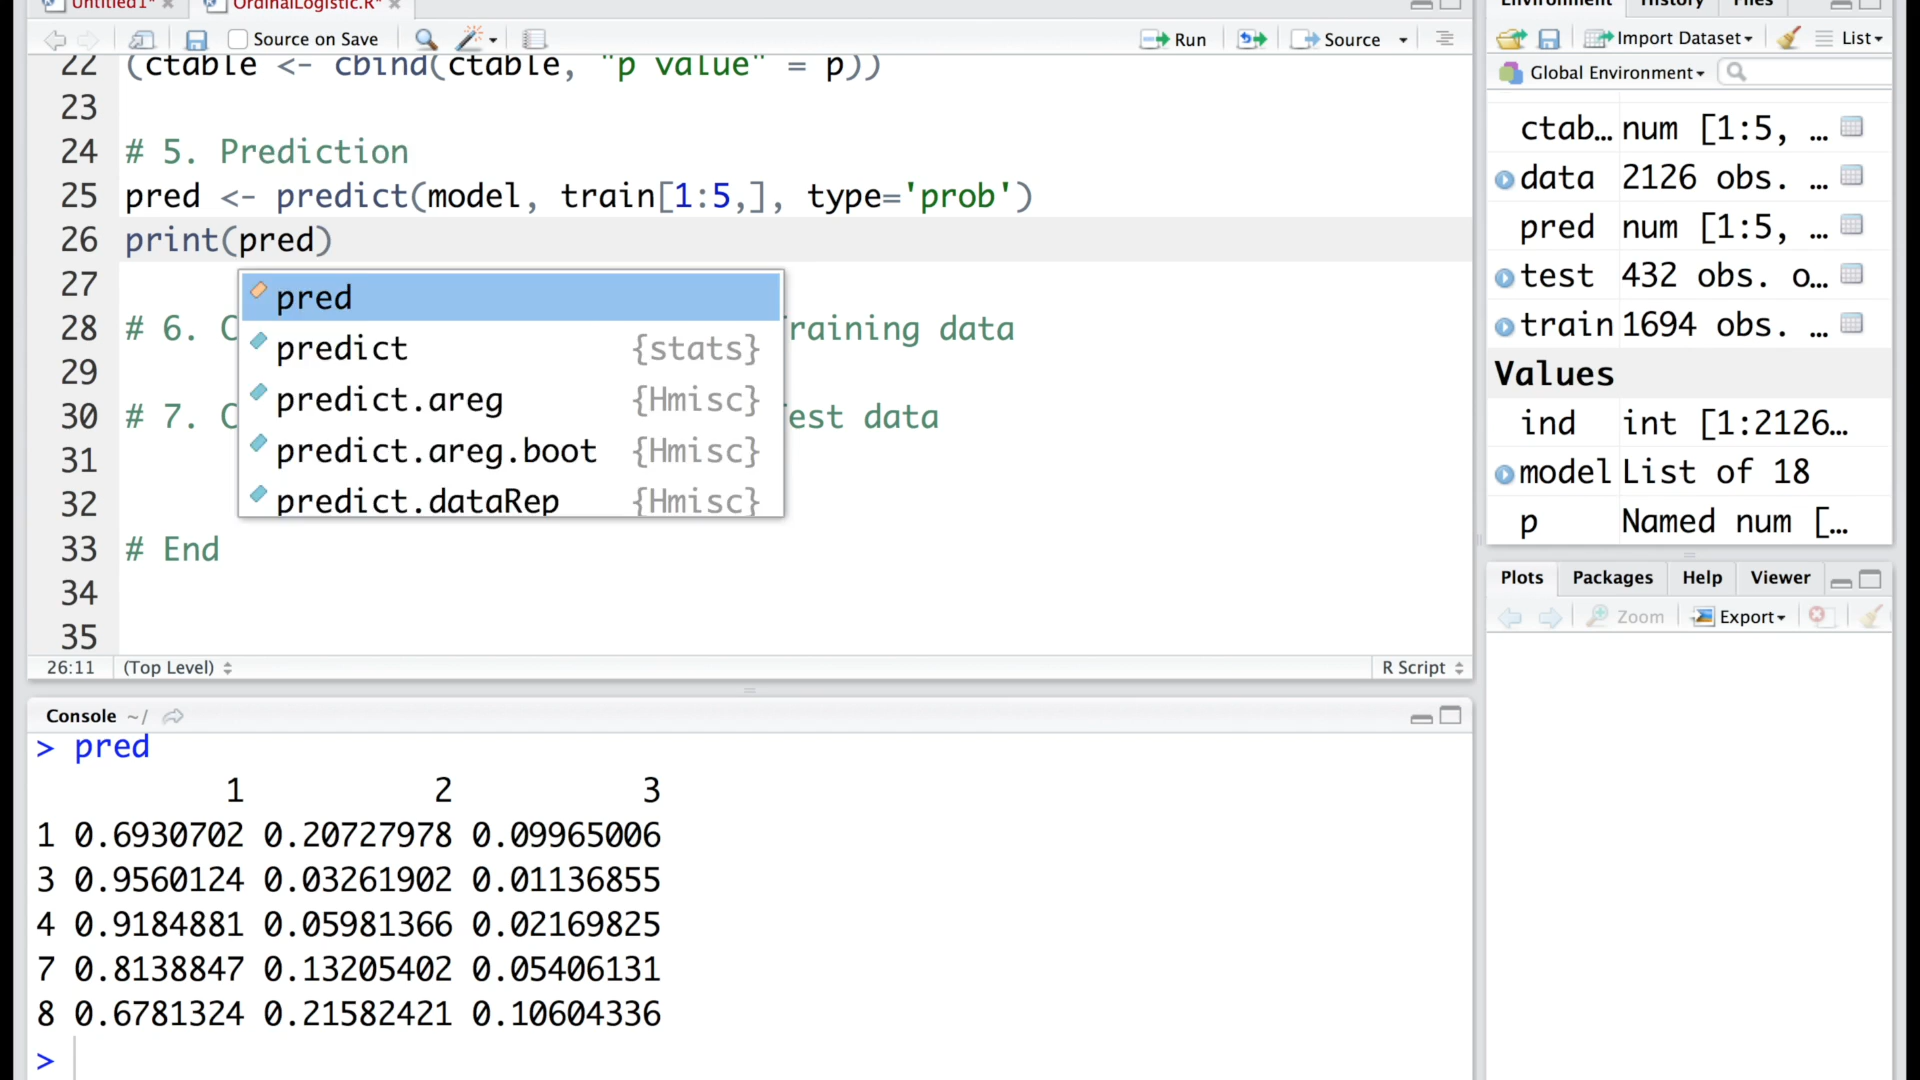 Untitled1* OrdinalLogistic.R*
Source on Save Run Source
22 (ctable <- cbind(ctable, "p value" = p))
23
24 # 5. Prediction
25 pred <- predict(model, train[1:5,], type='prob')
26 print(pred)
27
28 # 6. C raining data
29
30 # 7. C est data
31
32
33 # End
34
35
pred
predict {stats}
predict.areg {Hmisc}
predict.areg.boot {Hmisc}
predict.dataRep {Hmisc}
26:11 (Top Level) R Script
Console ~/
> pred
1 2 3
1 0.6930702 0.20727978 0.09965006
3 0.9560124 0.03261902 0.01136855
4 0.9184881 0.05981366 0.02169825
7 0.8138847 0.13205402 0.05406131
8 0.6781324 0.21582421 0.10604336
>
Environment History Files
Import Dataset List
Global Environment
ctab… num [1:5, …
data 2126 obs. …
pred num [1:5, …
test 432 obs. o…
train 1694 obs. …
Values
ind int [1:2126…
model List of 18
p Named num […
Plots Packages Help Viewer
Zoom Export